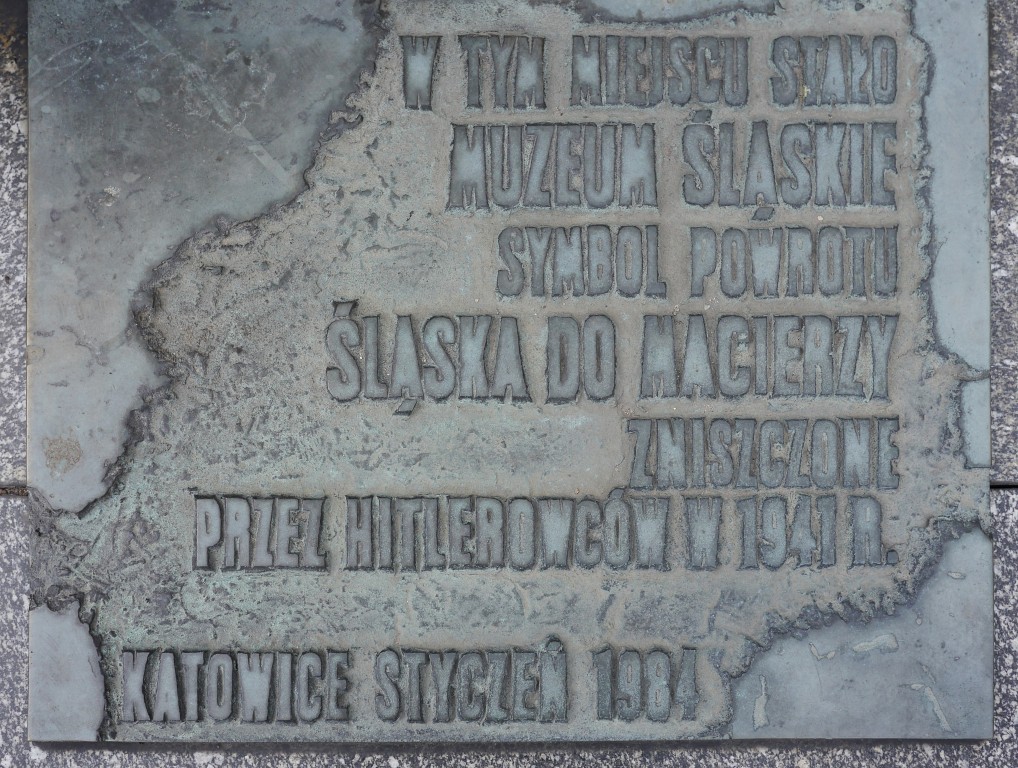 W TYM MIEJSCU STAŁO
MUZEUM ŚLĄSKIE
SYMBOL POWROTU
ŚLĄSKA DO MACIERZY
ZNISZCZONE
PRZEZ HITLEROWCÓW W 1941 R.
KATOWICE STYCZEŃ 1984